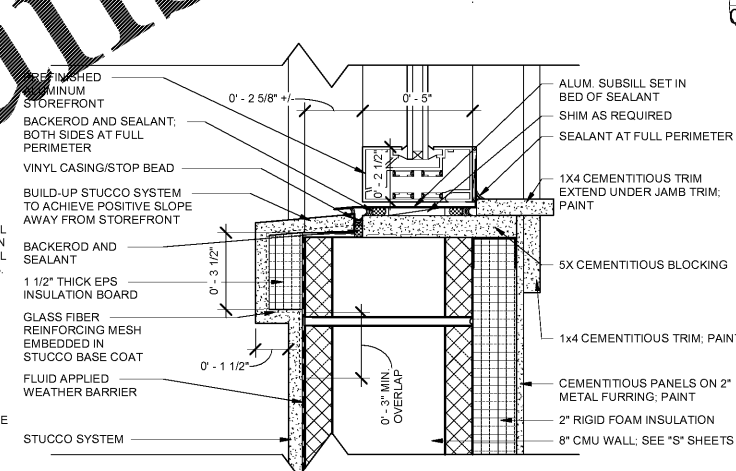 PREFINISHED
ALUMINUM
STOREFRONT
BACKEROD AND SEALANT;
BOTH SIDES AT FULL
PERIMETER
VINYL CASING/STOP BEAD
BUILD-UP STUCCO SYSTEM
TO ACHIEVE POSITIVE SLOPE
AWAY FROM STOREFRONT
BACKEROD AND
SEALANT
1 1/2" THICK EPS
INSULATION BOARD
GLASS FIBER
REINFORCING MESH
EMBEDDED IN
STUCCO BASE COAT
FLUID APPLIED
WEATHER BARRIER
STUCCO SYSTEM
0' - 2 5/8" +/-
0' - 5"
0' - 2 1/2"
0' - 3 1/2"
0' - 1 1/2"
0' - 3" MIN.
OVERLAP
ALUM. SUBSILL SET IN
BED OF SEALANT
SHIM AS REQUIRED
SEALANT AT FULL PERIMETER
1X4 CEMENTITIOUS TRIM
EXTEND UNDER JAMB TRIM;
PAINT
5X CEMENTITIOUS BLOCKING
1x4 CEMENTITIOUS TRIM; PAINT
CEMENTITIOUS PANELS ON 2"
METAL FURRING; PAINT
2" RIGID FOAM INSULATION
8" CMU WALL; SEE "S" SHEETS